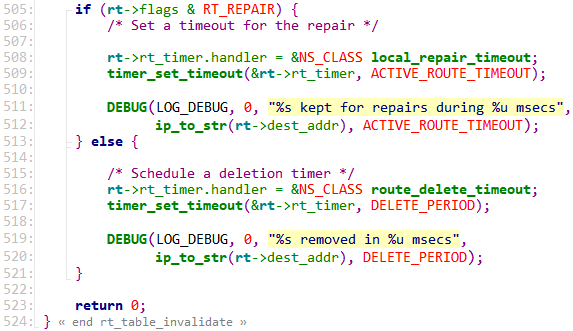 505: if (rt->flags & RT_REPAIR) {
506: /* Set a timeout for the repair */
507:
508: rt->rt_timer.handler = &NS_CLASS local_repair_timeout;
509: timer_set_timeout(&rt->rt_timer, ACTIVE_ROUTE_TIMEOUT);
510:
511: DEBUG(LOG_DEBUG, 0, "%s kept for repairs during %u msecs",
512: ip_to_str(rt->dest_addr), ACTIVE_ROUTE_TIMEOUT);
513: } else {
514:
515: /* Schedule a deletion timer */
516: rt->rt_timer.handler = &NS_CLASS route_delete_timeout;
517: timer_set_timeout(&rt->rt_timer, DELETE_PERIOD);
518:
519: DEBUG(LOG_DEBUG, 0, "%s removed in %u msecs",
520: ip_to_str(rt->dest_addr), DELETE_PERIOD);
521: }
522:
523: return 0;
524: } « end rt_table_invalidate »